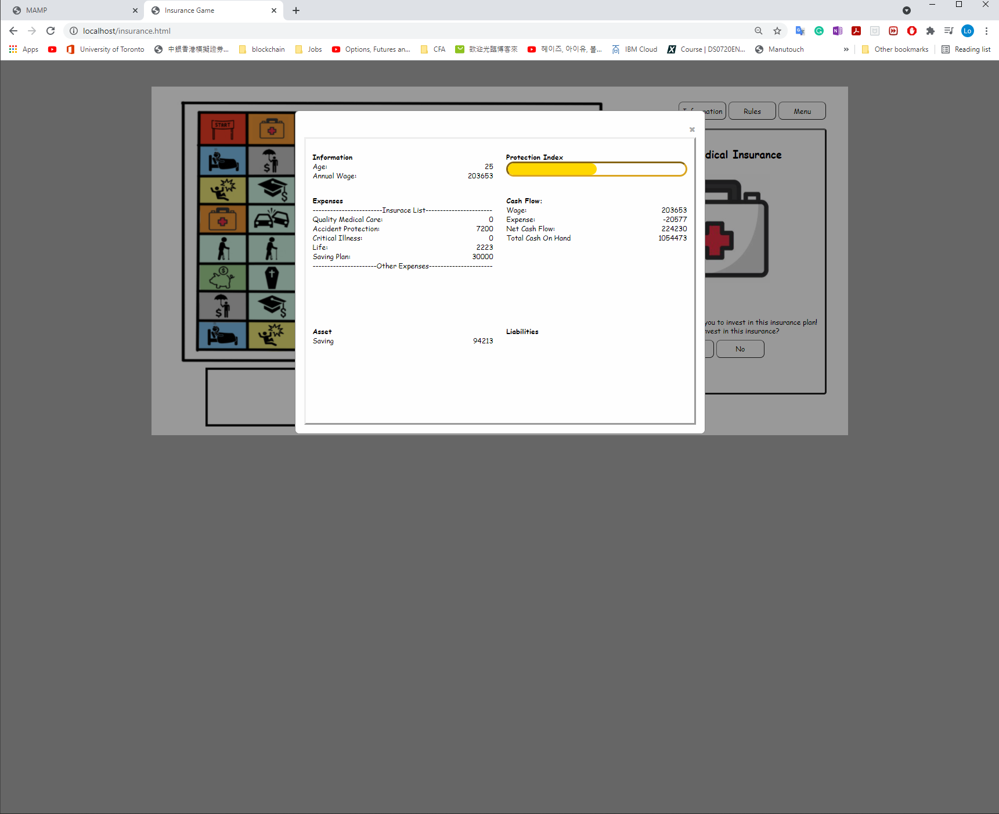 MAMP
Insurance Game
localhost/insurance.html
Lo
Apps
University of Toronto
中銀香港模擬證券...
blockchain
Jobs
Options, Futures an...
CFA
歡迎光臨博客來
헤이즈, 아이유, 볼...
IBM Cloud
Course | DS0720EN...
Manutouch
»
Other bookmarks
Reading list
START
Rules
Menu
Information
Age: 25
Annual Wage: 203653
Protection Index
Expenses
------------------------Insurace List-----------------------
Quality Medical Care: 0
Accident Protection: 7200
Critical Illness: 0
Life: 2223
Saving Plan: 30000
----------------------Other Expenses----------------------
Cash Flow:
Wage: 203653
Expense: -20577
Net Cash Flow: 224230
Total Cash On Hand 1054473
Asset
Saving 94213
Liabilities
dical Insurance
you to invest in this insurance plan!
nvest in this insurance?
No